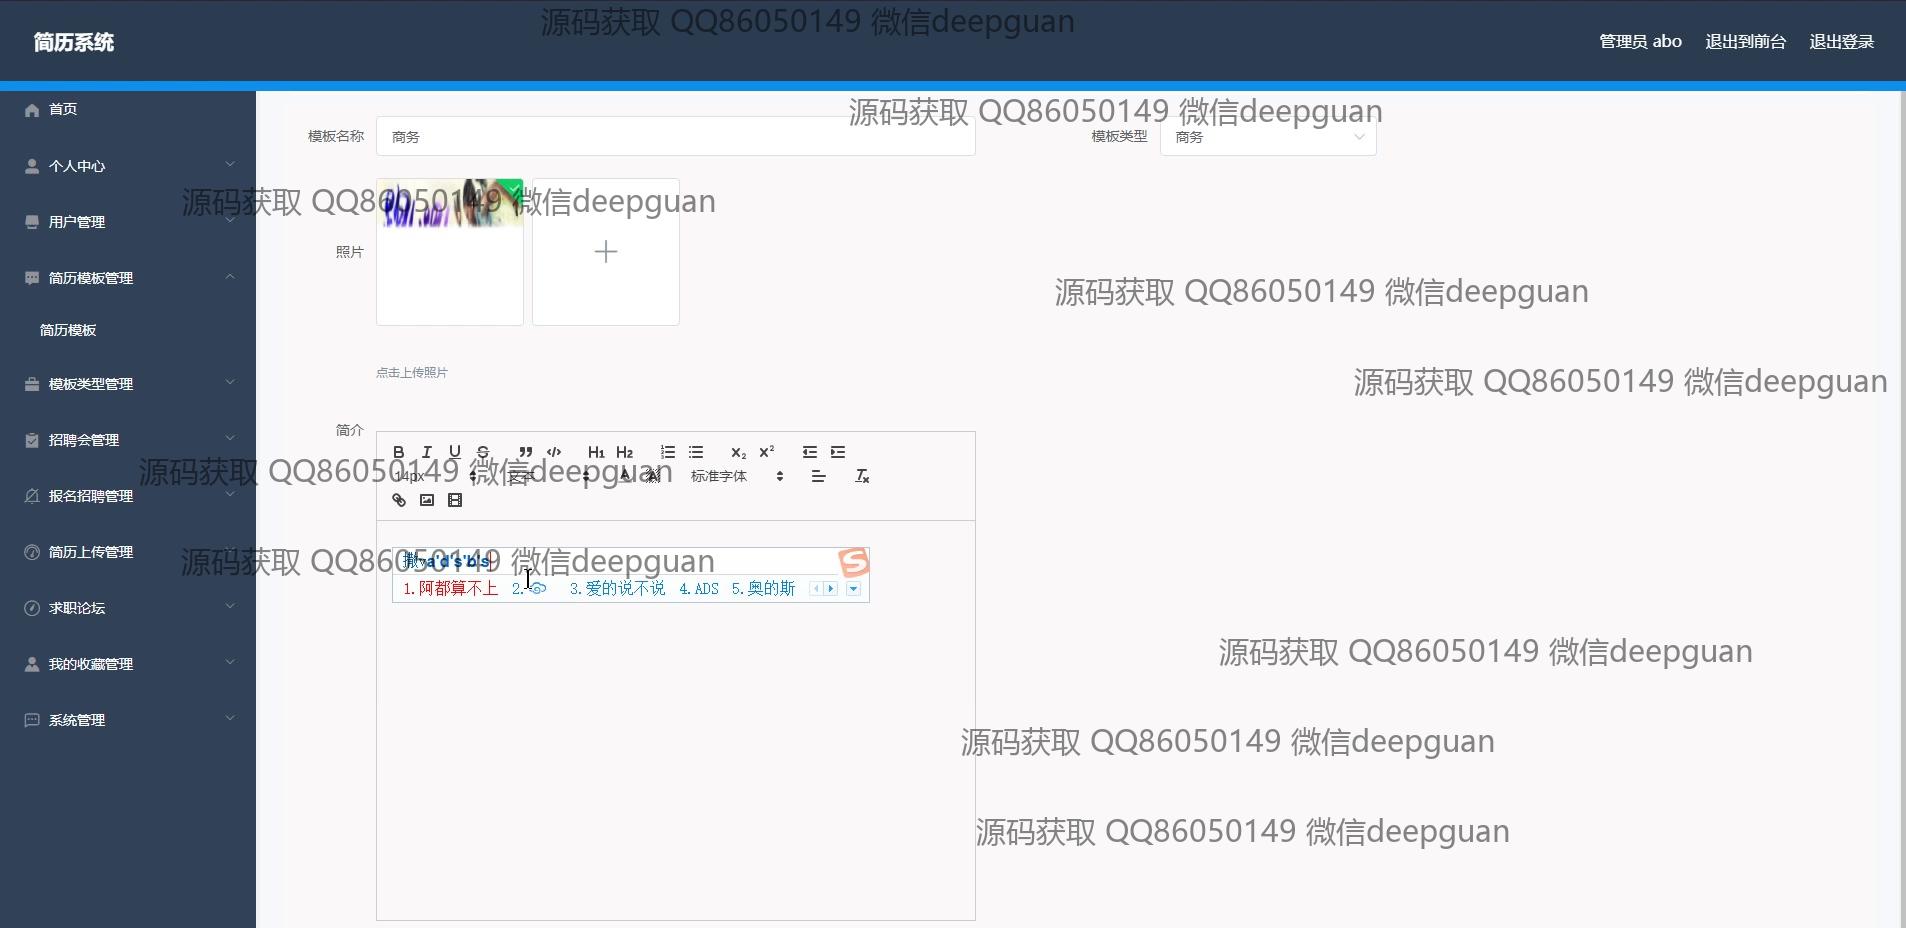 源码获取 QQ86050149 微信deepguan
简历系统
管理员 abo 退出到前台 退出登录
首页
源码获取 QQ86050149 微信deepguan
模板名称 商务 模板类型 商务
个人中心
源码获取 QQ86050149 微信deepguan
用户管理
照片
简历模板管理
源码获取 QQ86050149 微信deepguan
简历模板
点击上传照片
模板类型管理
源码获取 QQ86050149 微信deepguan
简介
招聘会管理
B I U S ” </> H1 H2 X2 X2
源码获取 QQ86050149 微信deepguan
14px 文本 A A 标准字体 Tx
报名招聘管理
简历上传管理
源码获取 QQ86050149 微信deepguan
a'd's'b's
1.阿都算不上 2. 3.爱的说不说 4.ADS 5.奥的斯
求职论坛
源码获取 QQ86050149 微信deepguan
我的收藏管理
系统管理
源码获取 QQ86050149 微信deepguan
源码获取 QQ86050149 微信deepguan